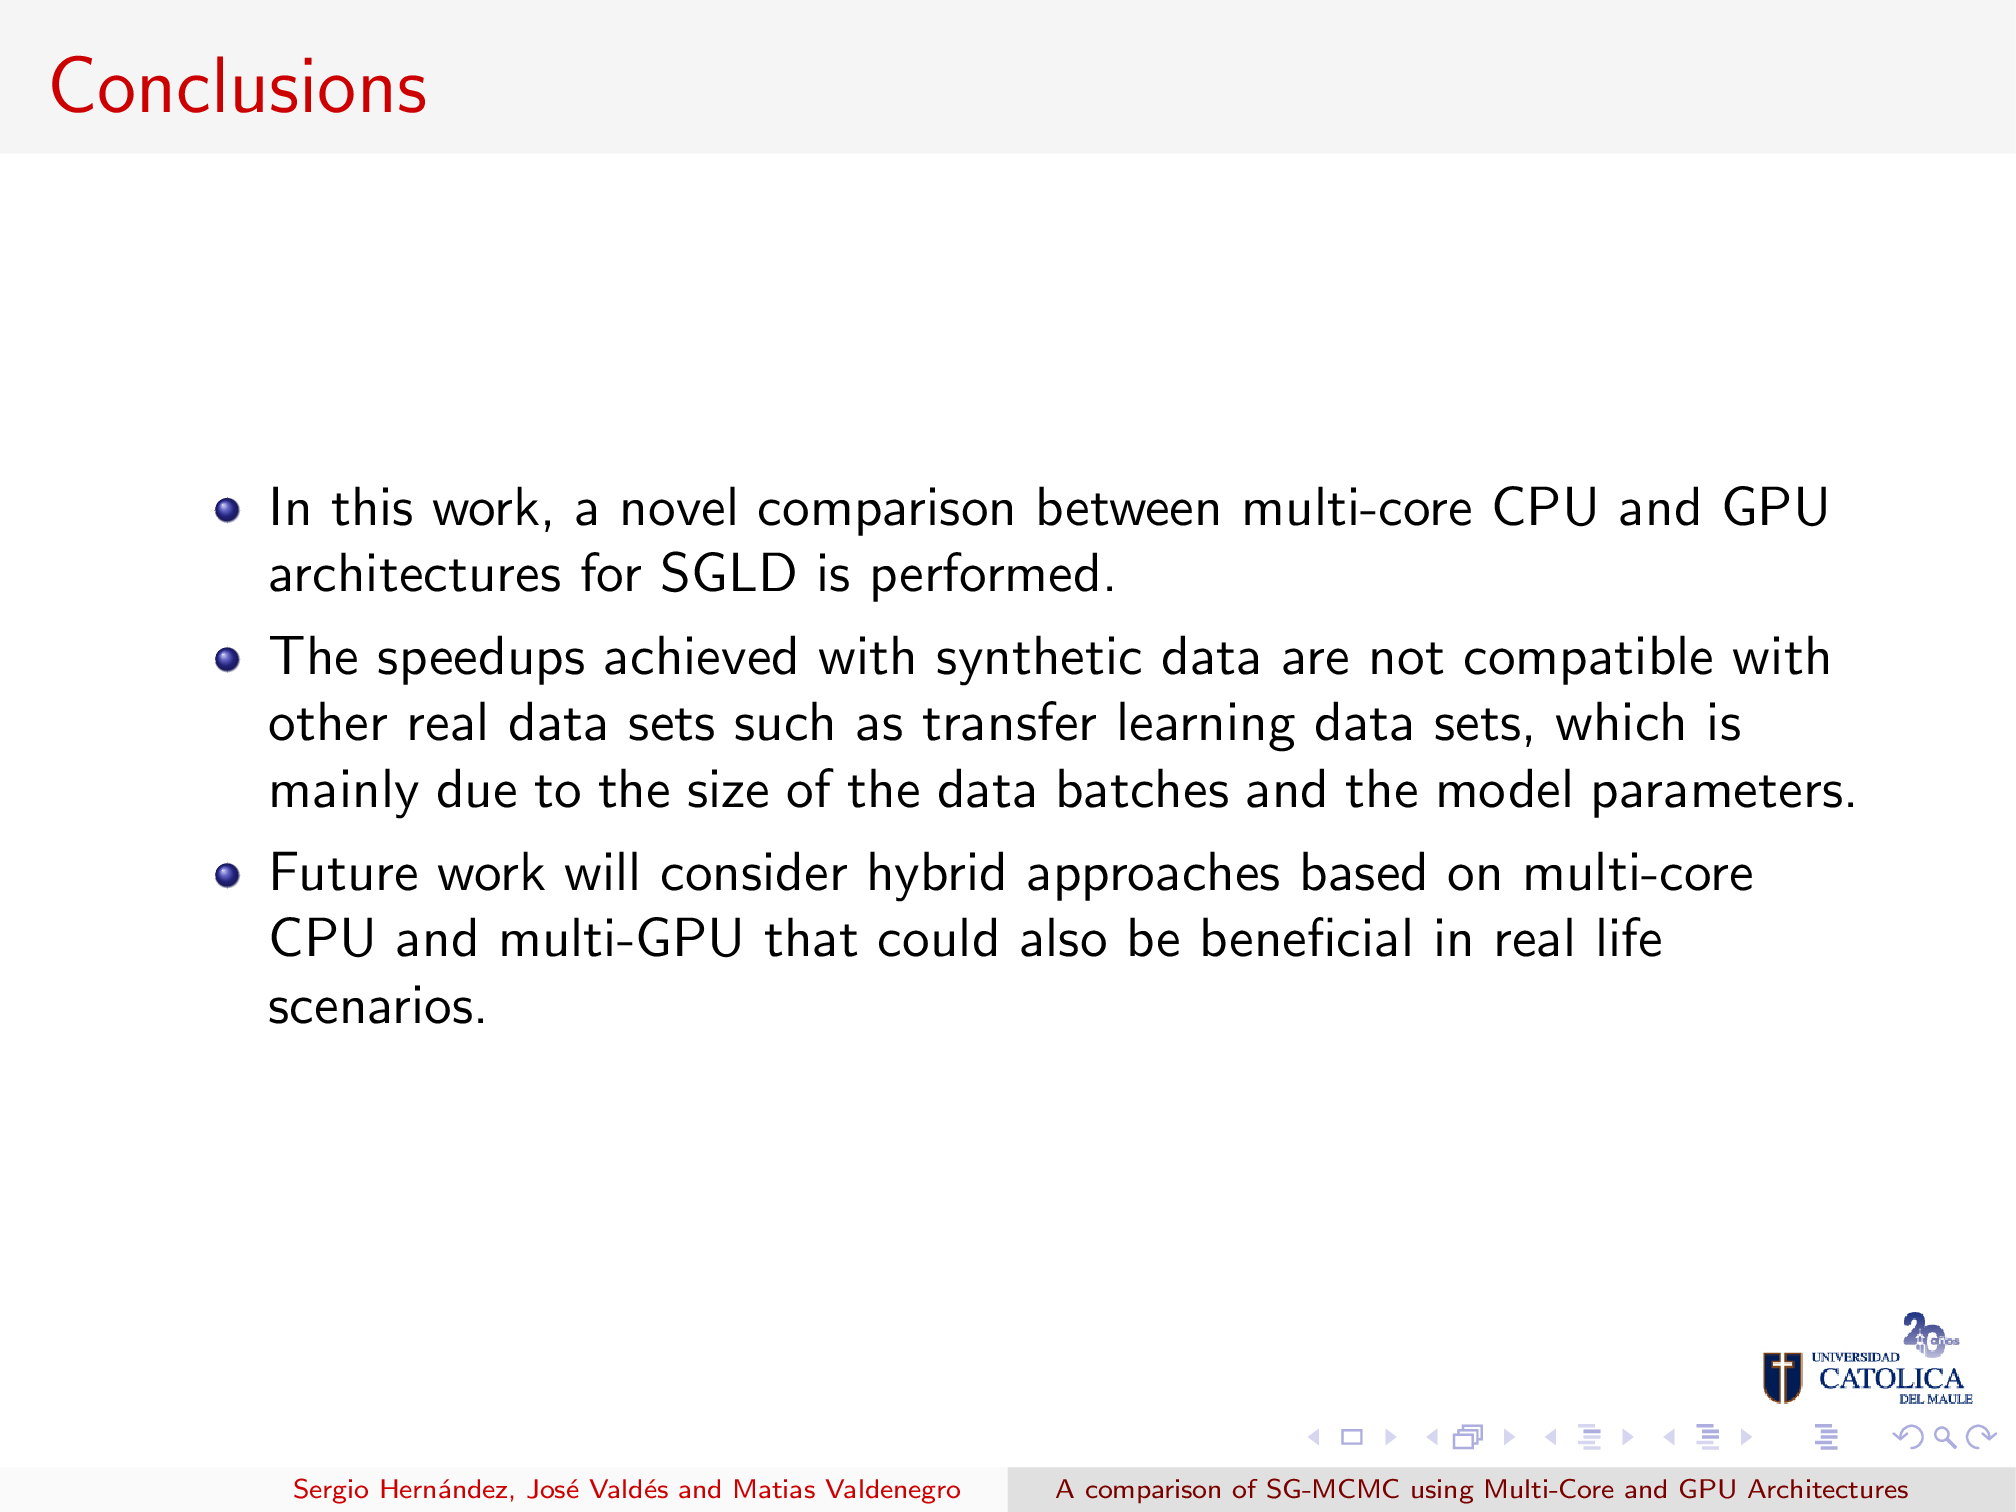 Conclusions
In this work, a novel comparison between multi-core CPU and GPU
architectures for SGLD is performed.
The speedups achieved with synthetic data are not compatible with
other real data sets such as transfer learning data sets, which is
mainly due to the size of the data batches and the model parameters.
Future work will consider hybrid approaches based on multi-core
CPU and multi-GPU that could also be beneficial in real life
scenarios.
20 años
UNIVERSIDAD
CATOLICA
DEL MAULE
Sergio Hernández, José Valdés and Matias Valdenegro
A comparison of SG-MCMC using Multi-Core and GPU Architectures